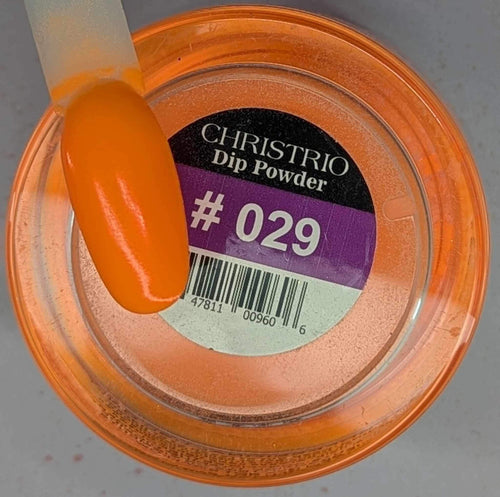 CHRISTRIO
Dip Powder
# 029
47811 00960 6